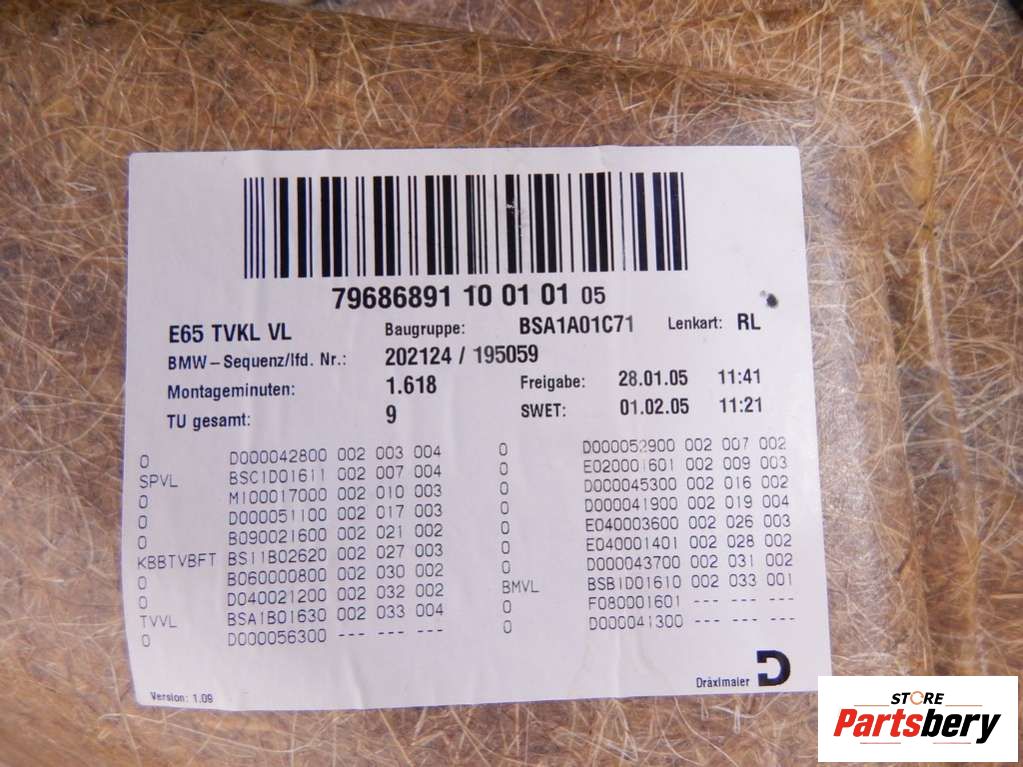 79686891 10 01 01 05
E65 TVKL VL Baugruppe: BSA1A01C71 Lenkart: RL
BMW-Sequenz/lfd. Nr.: 202124 / 195059
Montageminuten: 1.618 Freigabe: 28.01.05 11:41
TU gesamt: 9 SWET: 01.02.05 11:21
0 D000042800 002 003 004 0 D000052900 002 007 002
SPVL BSC1D01611 002 007 004 0 E020001601 002 009 003
0 M100017000 002 010 003 0 D000045300 002 016 002
0 D000051100 002 017 003 0 D000041900 002 019 004
0 B090021600 002 021 002 0 E040003600 002 026 003
KBBTVBFT BS11B02620 002 027 003 0 E040001401 002 028 002
0 B060000800 002 030 002 0 D000043700 002 031 002
0 D040021200 002 032 002 BMVL BSB1D01610 002 033 001
TVVL BSA1B01630 002 033 004 0 F080001601 --- --- ---
0 D000056300 --- --- --- 0 D000041300 --- --- ---
Version: 1.09 Dräxlmaier
STORE
Partsbery